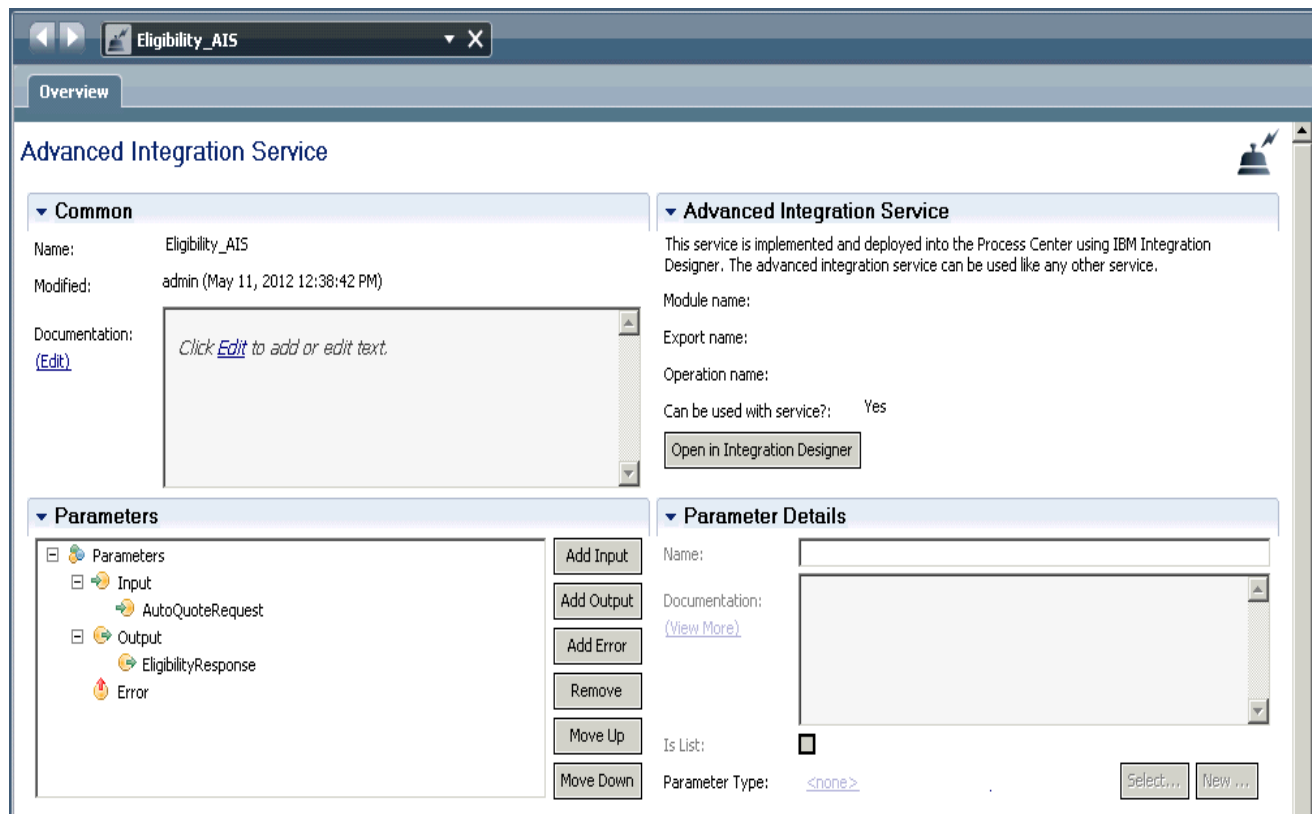 Eligibility_AIS
Overview
Advanced Integration Service
Common
Name: Eligibility_AIS
Modified: admin (May 11, 2012 12:38:42 PM)
Documentation:
(Edit)
Click Edit to add or edit text.
Advanced Integration Service
This service is implemented and deployed into the Process Center using IBM Integration
Designer. The advanced integration service can be used like any other service.
Module name:
Export name:
Operation name:
Can be used with service?: Yes
Open in Integration Designer
Parameters
Parameters
Input
AutoQuoteRequest
Output
EligibilityResponse
Error
Add Input
Add Output
Add Error
Remove
Move Up
Move Down
Parameter Details
Name:
Documentation:
(View More)
Is List:
Parameter Type: <none>
Select...
New ...